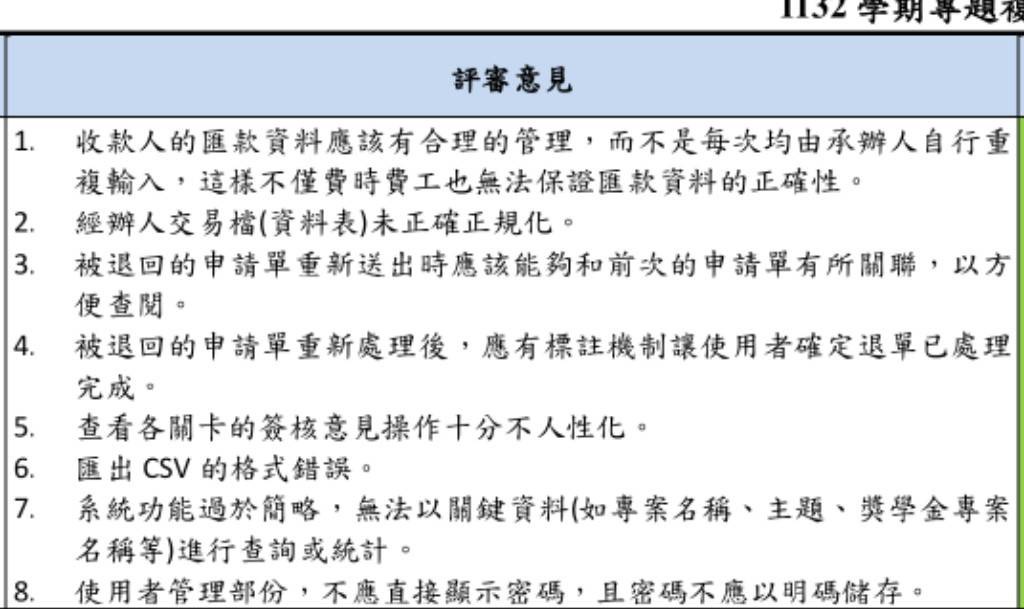 1132 學期專題複
評審意見
1. 收款人的匯款資料應該有合理的管理，而不是每次均由承辦人自行重
複輸入，這樣不僅費時費工也無法保證匯款資料的正確性。
2. 經辦人交易檔(資料表)未正確正規化。
3. 被退回的申請單重新送出時應該能夠和前次的申請單有所關聯，以方
便查閱。
4. 被退回的申請單重新處理後，應有標註機制讓使用者確定退單已處理
完成。
5. 查看各關卡的簽核意見操作十分不人性化。
6. 匯出 CSV 的格式錯誤。
7. 系統功能過於簡略，無法以關鍵資料(如專案名稱、主題、獎學金專案
名稱等)進行查詢或統計。
8. 使用者管理部份，不應直接顯示密碼，且密碼不應以明碼儲存。